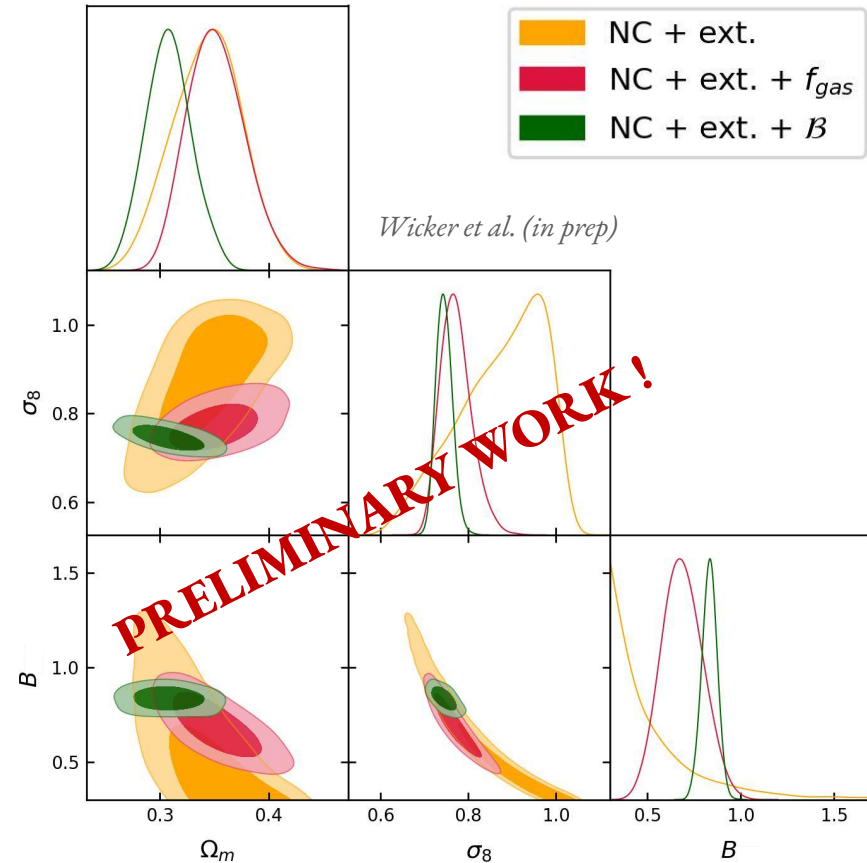 NC + ext.
NC + ext. + f_gas
NC + ext. + ℬ
Wicker et al. (in prep)
PRELIMINARY WORK !
1.0
σ₈
0.8
0.6
1.5
B
1.0
0.5
0.3
0.4
0.6
0.8
1.0
0.5
1.0
1.5
Ω_m
σ₈
B